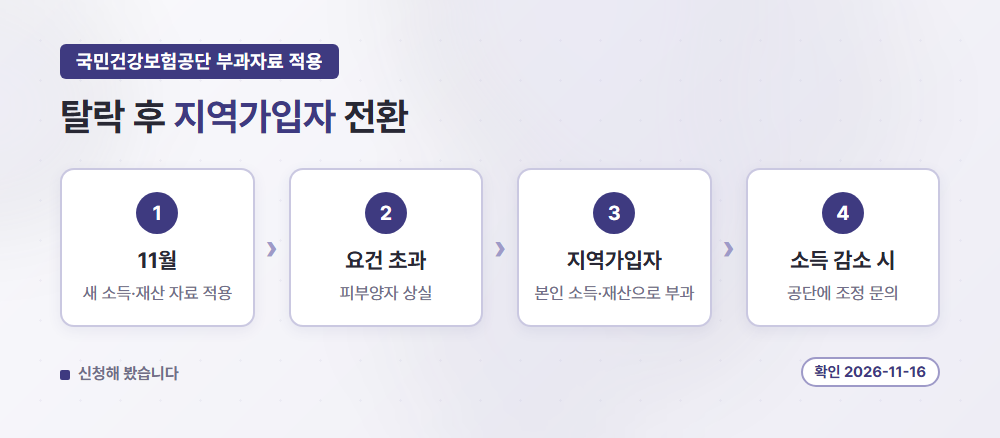 국민건강보험공단 부과자료 적용
탈락 후 지역가입자 전환
1
11월
새 소득·재산 자료 적용
›
2
요건 초과
피부양자 상실
›
3
지역가입자
본인 소득·재산으로 부과
›
4
소득 감소 시
공단에 조정 문의
신청해 봤습니다
확인 2026-11-16